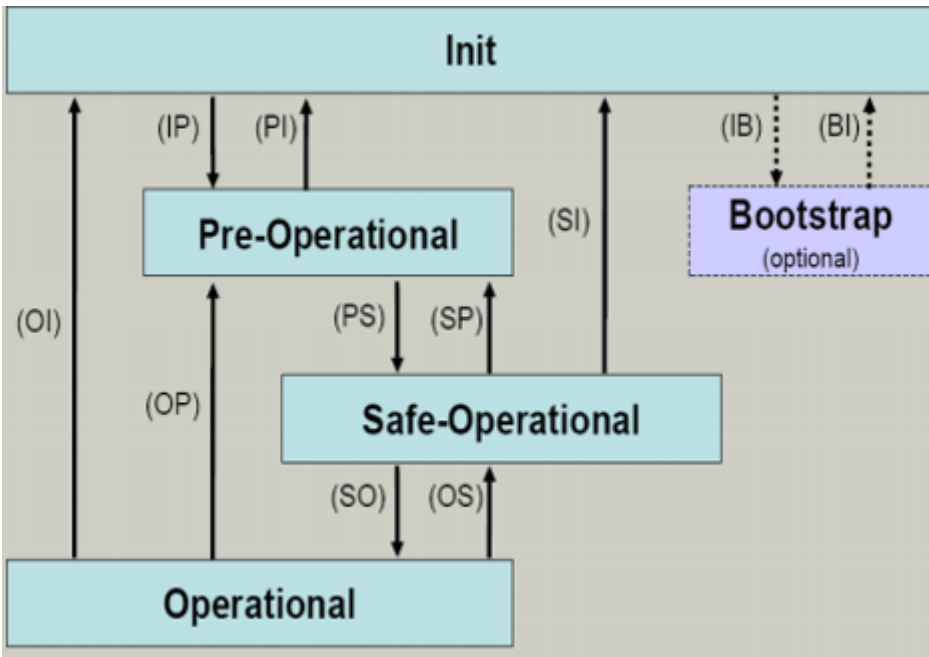 Init
(IP)
(PI)
(IB)
(BI)
Pre-Operational
(SI)
Bootstrap
(optional)
(OI)
(PS)
(SP)
(OP)
Safe-Operational
(SO)
(OS)
Operational